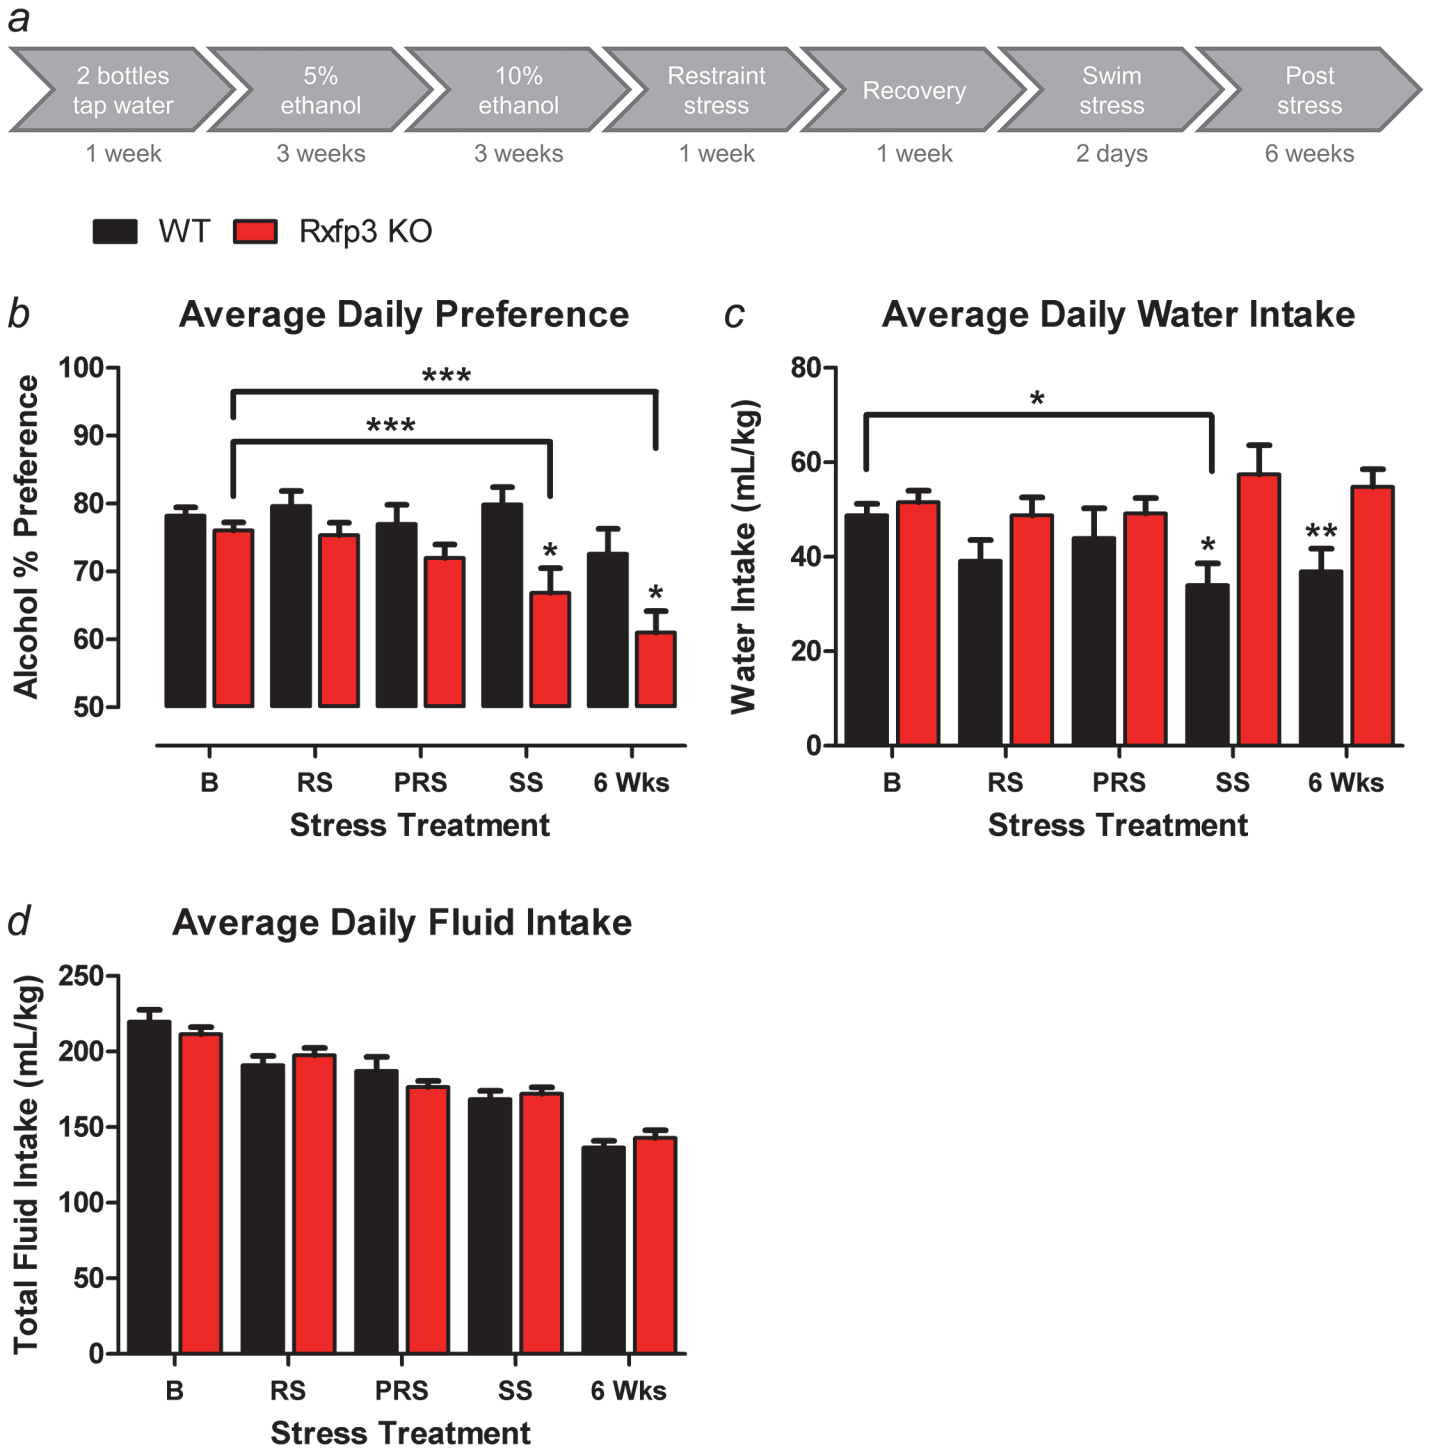 a
2 bottles
tap water
5%
ethanol
10%
ethanol
Restraint
stress
Recovery
Swim
stress
Post
stress
1 week
3 weeks
3 weeks
1 week
1 week
2 days
6 weeks
WT
Rxfp3 KO
b
Average Daily Preference
Alcohol % Preference
100
90
80
70
60
50
***
***
*
*
B
RS
PRS
SS
6 Wks
Stress Treatment
c
Average Daily Water Intake
Water Intake (mL/kg)
80
60
40
20
0
*
*
**
B
RS
PRS
SS
6 Wks
Stress Treatment
d
Average Daily Fluid Intake
Total Fluid Intake (mL/kg)
250
200
150
100
50
0
B
RS
PRS
SS
6 Wks
Stress Treatment